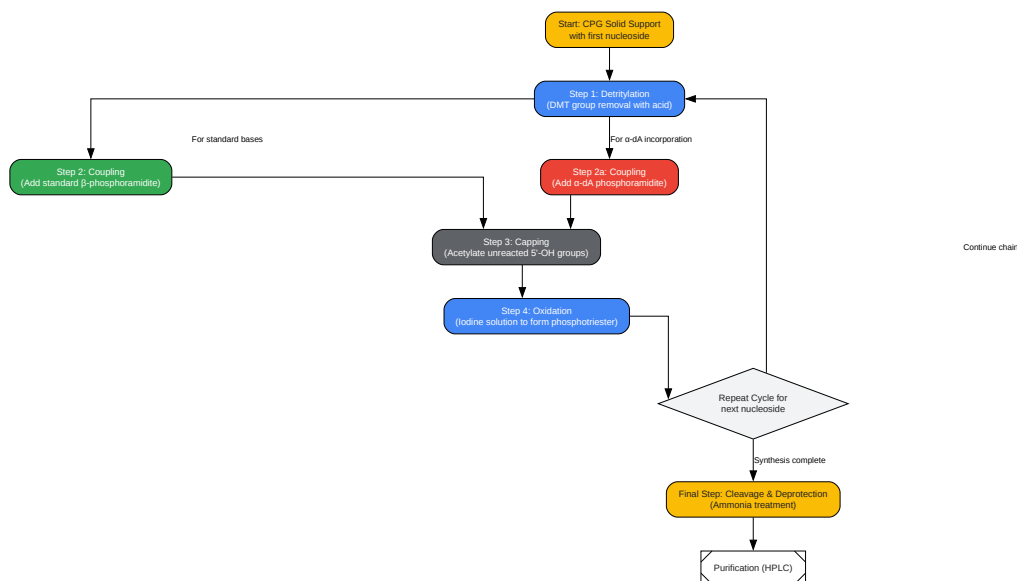 Start: CPG Solid Support
with first nucleoside
Step 1: Detritylation
(DMT group removal with acid)
For standard bases
For α-dA incorporation
Step 2: Coupling
(Add standard β-phosphoramidite)
Step 2a: Coupling
(Add α-dA phosphoramidite)
Step 3: Capping
(Acetylate unreacted 5'-OH groups)
Continue chain
Step 4: Oxidation
(Iodine solution to form phosphotriester)
Repeat Cycle for
next nucleoside
Synthesis complete
Final Step: Cleavage & Deprotection
(Ammonia treatment)
Purification (HPLC)